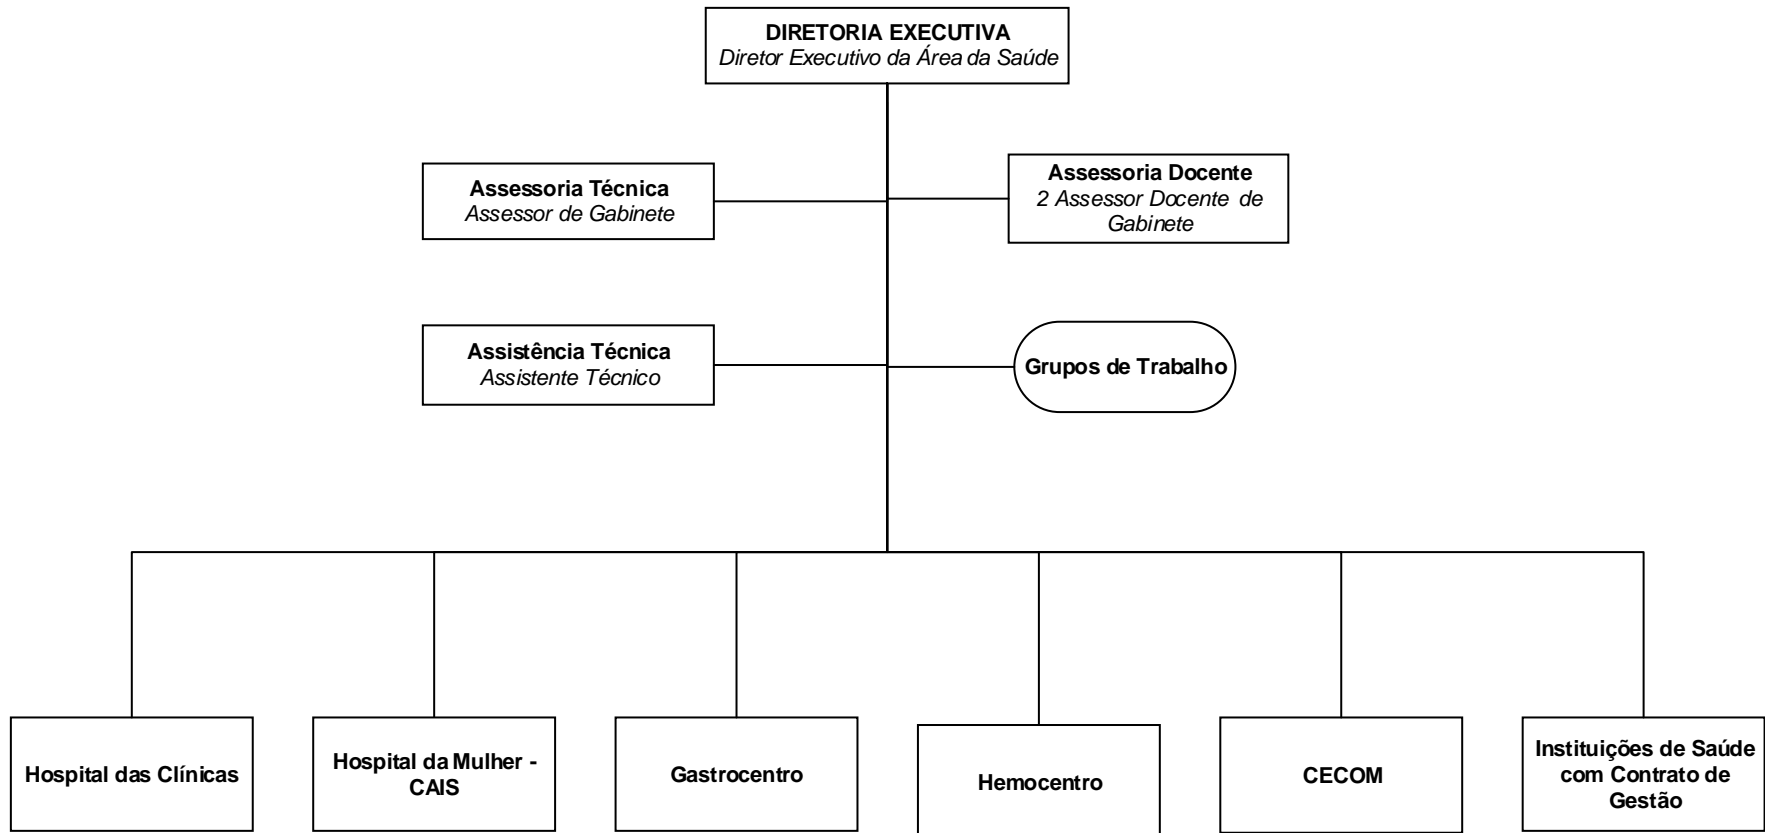 DIRETORIA EXECUTIVA
Diretor Executivo da Área da Saúde
Assessoria Técnica
Assessor de Gabinete
Assessoria Docente
2 Assessor Docente de
Gabinete
Assistência Técnica
Assistente Técnico
Grupos de Trabalho
Hospital das Clínicas
Hospital da Mulher -
CAIS
Gastrocentro
Hemocentro
CECOM
Instituições de Saúde
com Contrato de
Gestão